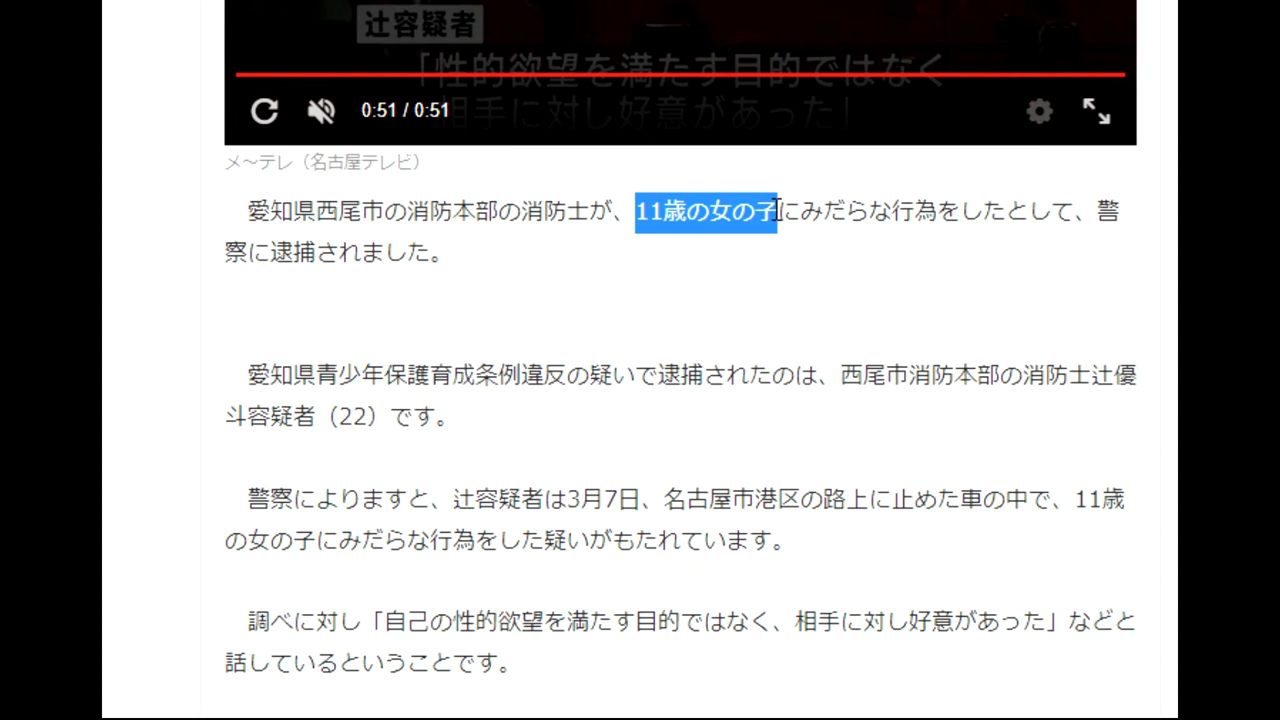 辻容疑者
「性的欲望を満たす目的ではなく
相手に対し好意があった」
0:51 / 0:51
メ〜テレ（名古屋テレビ）
愛知県西尾市の消防本部の消防士が、11歳の女の子にみだらな行為をしたとして、警
察に逮捕されました。
愛知県青少年保護育成条例違反の疑いで逮捕されたのは、西尾市消防本部の消防士辻優
斗容疑者（22）です。
警察によりますと、辻容疑者は3月7日、名古屋市港区の路上に止めた車の中で、11歳
の女の子にみだらな行為をした疑いがもたれています。
調べに対し「自己の性的欲望を満たす目的ではなく、相手に対し好意があった」などと
話しているということです。